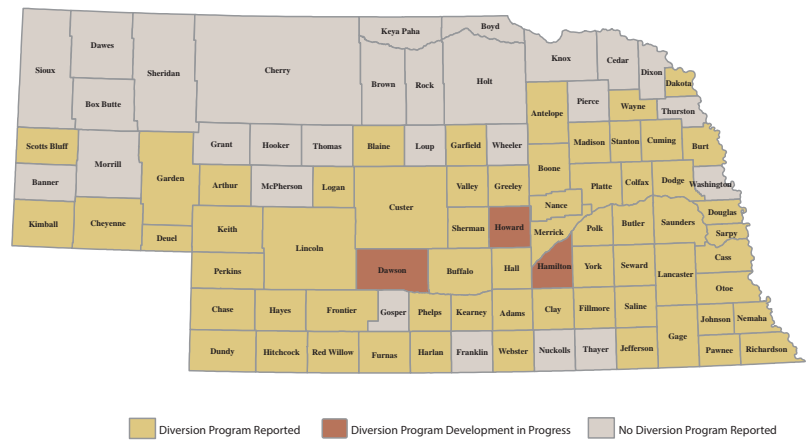 Keya Paha
Boyd
Dawes
Sioux
Sheridan
Cherry
Knox
Cedar
Dixon
Dakota
Box Butte
Brown
Rock
Holt
Antelope
Pierce
Wayne
Thurston
Scotts Bluff
Morrill
Garden
Grant
Hooker
Thomas
Blaine
Loup
Garfield
Wheeler
Madison
Stanton
Cuming
Burt
Boone
Banner
Arthur
McPherson
Logan
Custer
Valley
Greeley
Platte
Colfax
Dodge
Washington
Nance
Kimball
Cheyenne
Deuel
Keith
Lincoln
Sherman
Howard
Merrick
Polk
Butler
Saunders
Douglas
Sarpy
Perkins
Dawson
Buffalo
Hall
Hamilton
York
Seward
Lancaster
Cass
Otoe
Chase
Hayes
Frontier
Gosper
Phelps
Kearney
Adams
Clay
Fillmore
Saline
Johnson
Nemaha
Dundy
Hitchcock
Red Willow
Furnas
Harlan
Franklin
Webster
Nuckolls
Thayer
Jefferson
Gage
Pawnee
Richardson
Diversion Program Reported
Diversion Program Development in Progress
No Diversion Program Reported